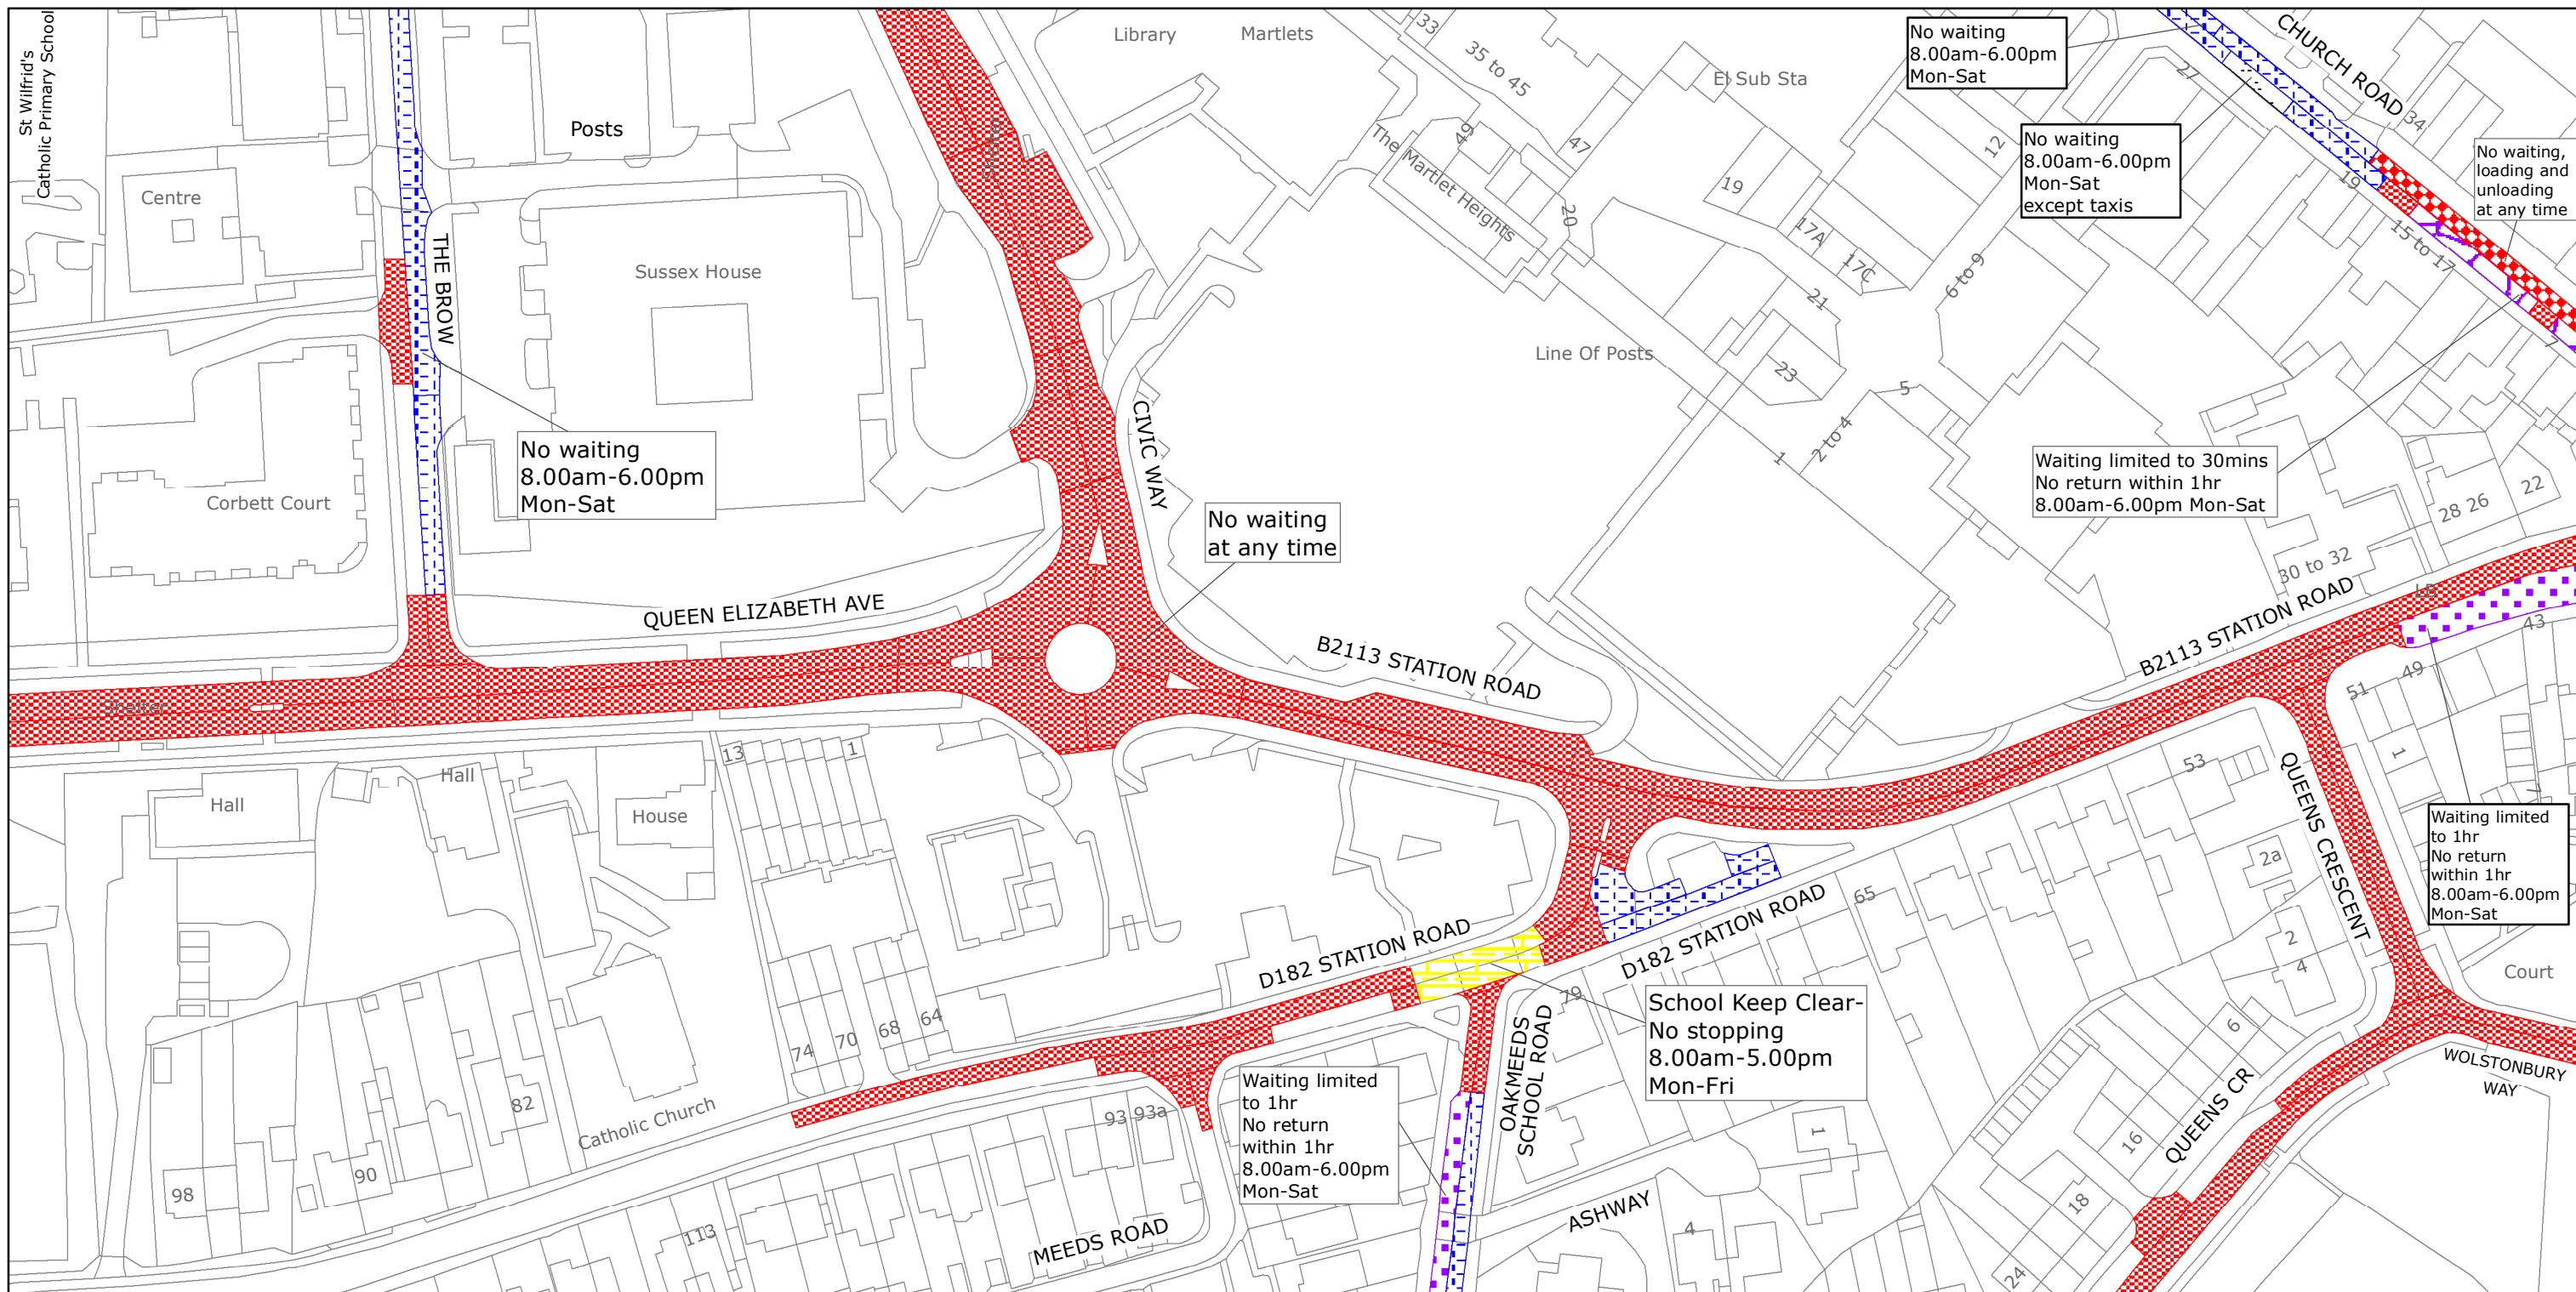 St Wilfrid's
Catholic Primary School
Centre
Posts
THE BROW
Sussex House
Corbett Court
No waiting
8.00am-6.00pm
Mon-Sat
Library
Martlets
Shelter
33
35 to 45
El Sub Sta
49
47
The Martlet Heights
20
19
17A
17C
21
12
6 to 9
Line Of Posts
23
5
2 to 4
1
No waiting
8.00am-6.00pm
Mon-Sat
CHURCH ROAD
27
34
No waiting
8.00am-6.00pm
Mon-Sat
except taxis
No waiting,
loading and
unloading
at any time
19
15 to 17
7
Waiting limited to 30mins
No return within 1hr
8.00am-6.00pm Mon-Sat
28 26
22
30 to 32
CIVIC WAY
No waiting
at any time
QUEEN ELIZABETH AVE
B2113 STATION ROAD
B2113 STATION ROAD
LB
43
49
51
1
7
Shelter
Hall
Hall
House
13
1
53
QUEENS CRESCENT
2a
2
4
Waiting limited
to 1hr
No return
within 1hr
8.00am-6.00pm
Mon-Sat
Court
65
D182 STATION ROAD
D182 STATION ROAD
79
School Keep Clear-
No stopping
8.00am-5.00pm
Mon-Fri
OAKMEEDS
SCHOOL ROAD
74
70
68
64
82
Catholic Church
90
98
93 93a
113
MEEDS ROAD
Waiting limited
to 1hr
No return
within 1hr
8.00am-6.00pm
Mon-Sat
ASHWAY
4
1
6
16
18
24
QUEENS CR
WOLSTONBURY
WAY